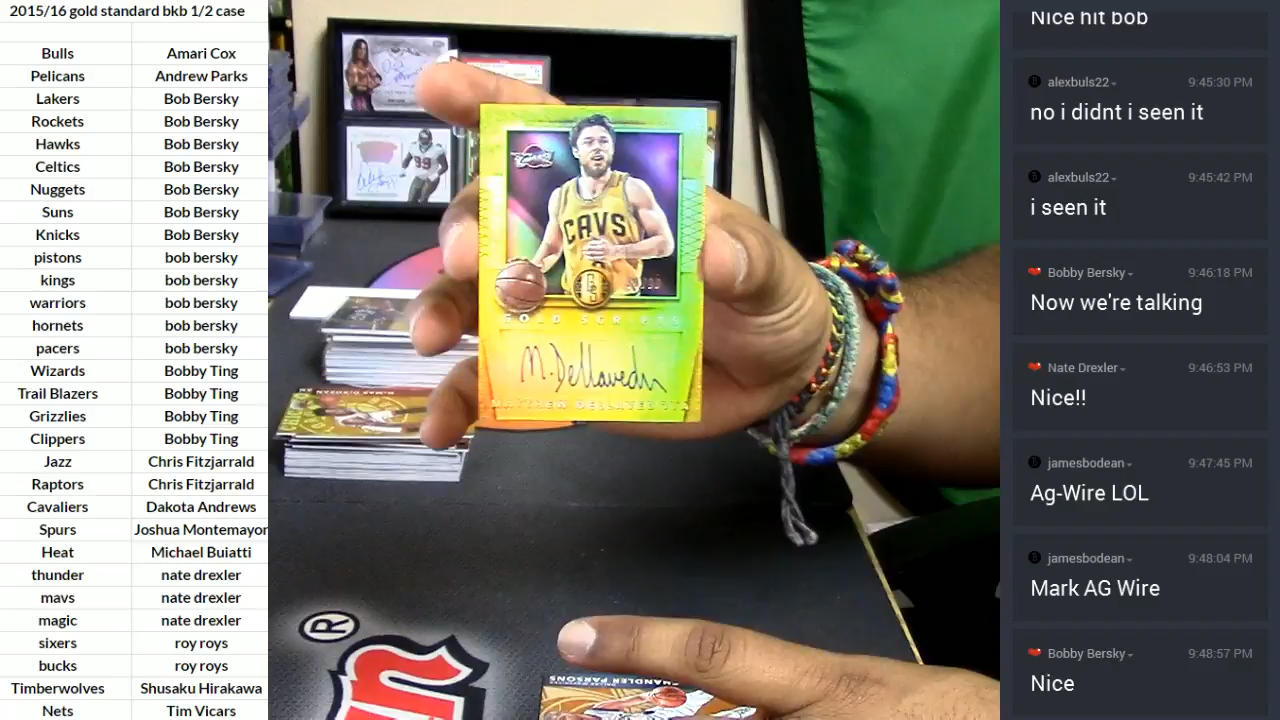 2015/16 gold standard bkb 1/2 case
Bulls Amari Cox
Pelicans Andrew Parks
Lakers Bob Bersky
Rockets Bob Bersky
Hawks Bob Bersky
Celtics Bob Bersky
Nuggets Bob Bersky
Suns Bob Bersky
Knicks Bob Bersky
pistons bob bersky
kings bob bersky
warriors bob bersky
hornets bob bersky
pacers bob bersky
Wizards Bobby Ting
Trail Blazers Bobby Ting
Grizzlies Bobby Ting
Clippers Bobby Ting
Jazz Chris Fitzjarrald
Raptors Chris Fitzjarrald
Cavaliers Dakota Andrews
Spurs Joshua Montemayor
Heat Michael Buiatti
thunder nate drexler
mavs nate drexler
magic nate drexler
sixers roy roys
bucks roy roys
Timberwolves Shusaku Hirakawa
Nets Tim Vicars
99
CAVS
GOLD SCRIPTS
M. Dellavedova
MATTHEW DELLAVEDOVA
®
CHANDLER PARSONS
Nice hit bob
alexbuls22 9:45:30 PM
no i didnt i seen it
alexbuls22 9:45:42 PM
i seen it
Bobby Bersky 9:46:18 PM
Now we're talking
Nate Drexler 9:46:53 PM
Nice!!
jamesbodean 9:47:45 PM
Ag-Wire LOL
jamesbodean 9:48:04 PM
Mark AG Wire
Bobby Bersky 9:48:57 PM
Nice